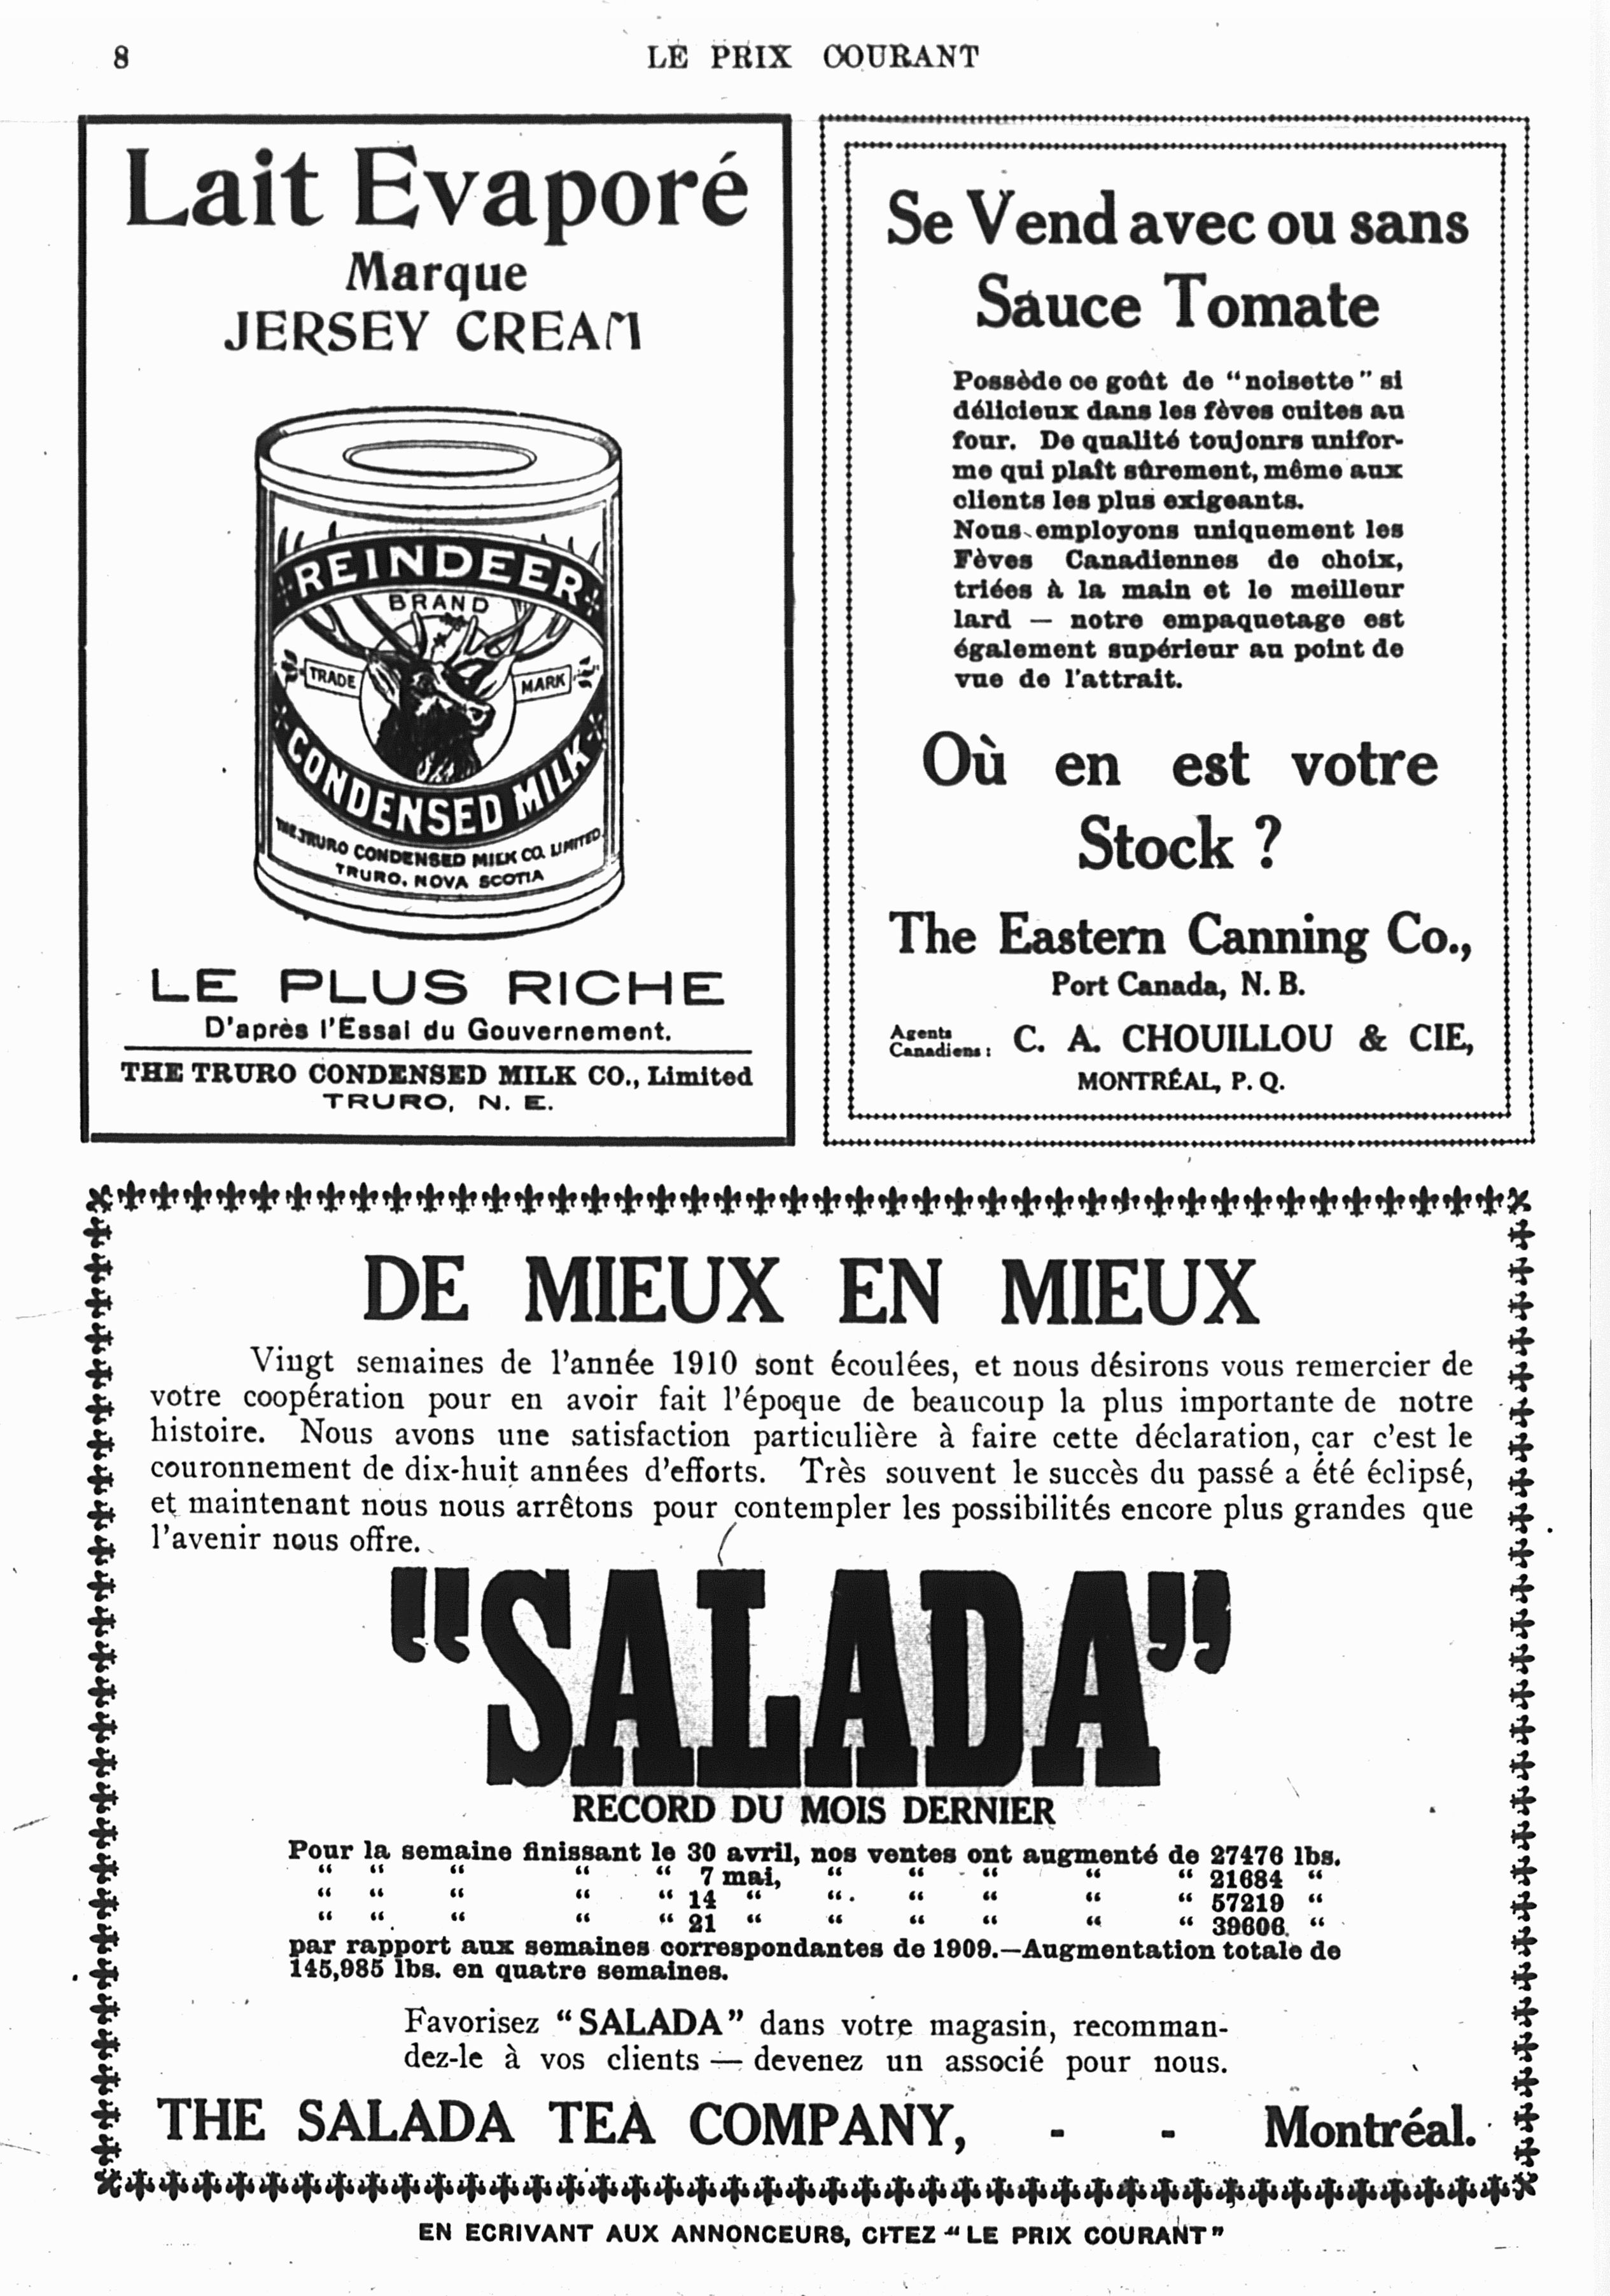 8
LE PRIX COURANT
Lait Evaporé
Marque
JERSEY CREAM
REINDEER
BRAND
TRADE MARK
CONDENSED MILK
THE TRURO CONDENSED MILK CO. LIMITED.
TRURO, NOVA SCOTIA
LE PLUS RICHE
D'après l'Essai du Gouvernement.
THE TRURO CONDENSED MILK CO., Limited
TRURO, N. E.
Se Vend avec ou sans
Sauce Tomate
Possède ce goût de "noisette" si
délicieux dans les fèves cuites au
four. De qualité toujonrs unifor-
me qui plaît sûrement, même aux
clients les plus exigeants.
Nous employons uniquement les
Fèves Canadiennes de choix,
triées à la main et le meilleur
lard — notre empaquetage est
également supérieur au point de
vue de l'attrait.
Où en est votre
Stock ?
The Eastern Canning Co.,
Port Canada, N. B.
Agents
Canadiens : C. A. CHOUILLOU & CIE,
MONTRÉAL, P. Q.
DE MIEUX EN MIEUX
Vingt semaines de l'année 1910 sont écoulées, et nous désirons vous remercier de
votre coopération pour en avoir fait l'époque de beaucoup la plus importante de notre
histoire. Nous avons une satisfaction particulière à faire cette déclaration, car c'est le
couronnement de dix-huit années d'efforts. Très souvent le succès du passé a été éclipsé,
et maintenant nous nous arrêtons pour contempler les possibilités encore plus grandes que
l'avenir nous offre.
"SALADA"
RECORD DU MOIS DERNIER
Pour la semaine finissant le 30 avril, nos ventes ont augmenté de 27476 lbs.
" " " " " 7 mai, " " " " " 21684 "
" " " " " 14 " " " " " " 57219 "
" " " " " 21 " " " " " " 39606. "
par rapport aux semaines correspondantes de 1909.—Augmentation totale de
145,985 lbs. en quatre semaines.
Favorisez "SALADA" dans votre magasin, recomman-
dez-le à vos clients — devenez un associé pour nous.
THE SALADA TEA COMPANY, - - Montréal.
EN ECRIVANT AUX ANNONCEURS, CITEZ "LE PRIX COURANT"